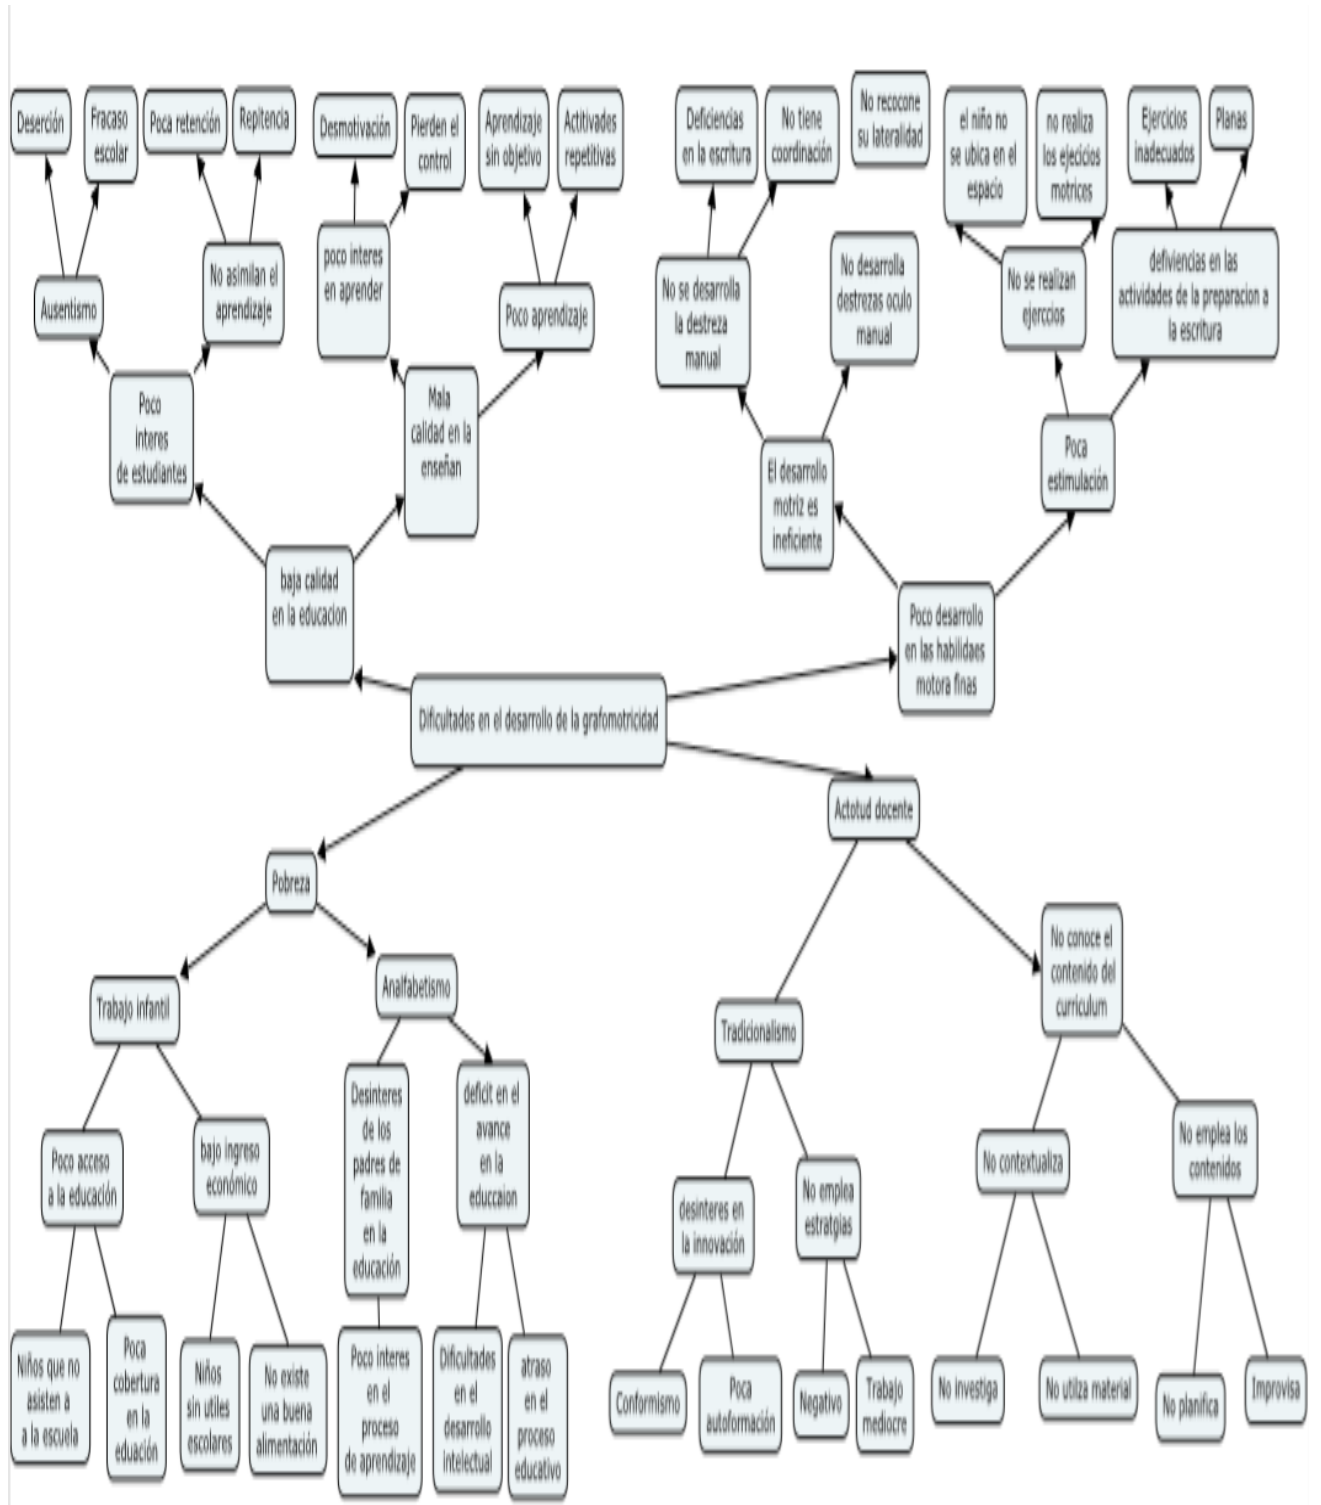 Deserción
Fracaso
escolar
Poca retención
Repitencia
Desmotivación
Pierden el
control
Aprendizaje
sin objetivo
Actitivades
repetitivas
Deficiencias
en la escritura
No tiene
coordinación
No recocone
su lateralidad
el niño no
se ubica en el
espacio
no realiza
los ejecicios
motrices
Ejercicios
inadecuados
Planas
Ausentismo
No asimilan el
aprendizaje
poco interes
en aprender
Poco aprendizaje
No se desarrolla
la destreza
manual
No desarrolla
destrezas oculo
manual
No se realizan
ejerccios
defiviencias en las
actividades de la preparacion a
la escritura
Poco
interes
de estudiantes
Mala
calidad en la
enseñan
El desarrollo
motriz es
ineficiente
Poca
estimulación
baja calidad
en la educacion
Poco desarrollo
en las habilidaes
motora finas
Dificultades en el desarrollo de la grafomotricidad
Actotud docente
Pobreza
Trabajo infantil
Analfabetismo
Tradicionalismo
No conoce el
contenido del
curriculum
Poco acceso
a la educación
bajo ingreso
económico
Desinteres
de los
padres de
familia
en la
educación
deficit en el
avance
en la
educcaion
desinteres en
la innovación
No emplea
estratgias
No contextualiza
No emplea los
contenidos
Niños que no
asisten a
a la escuela
Poca
cobertura
en la
eduación
Niños
sin utiles
escolares
No existe
una buena
alimentación
Poco interes
en el
proceso
de aprendizaje
Dificultades
en el
desarrollo
intelectual
atraso
en el
proceso
educativo
Conformismo
Poca
autoformación
Negativo
Trabajo
mediocre
No investiga
No utilza material
No planifica
Improvisa